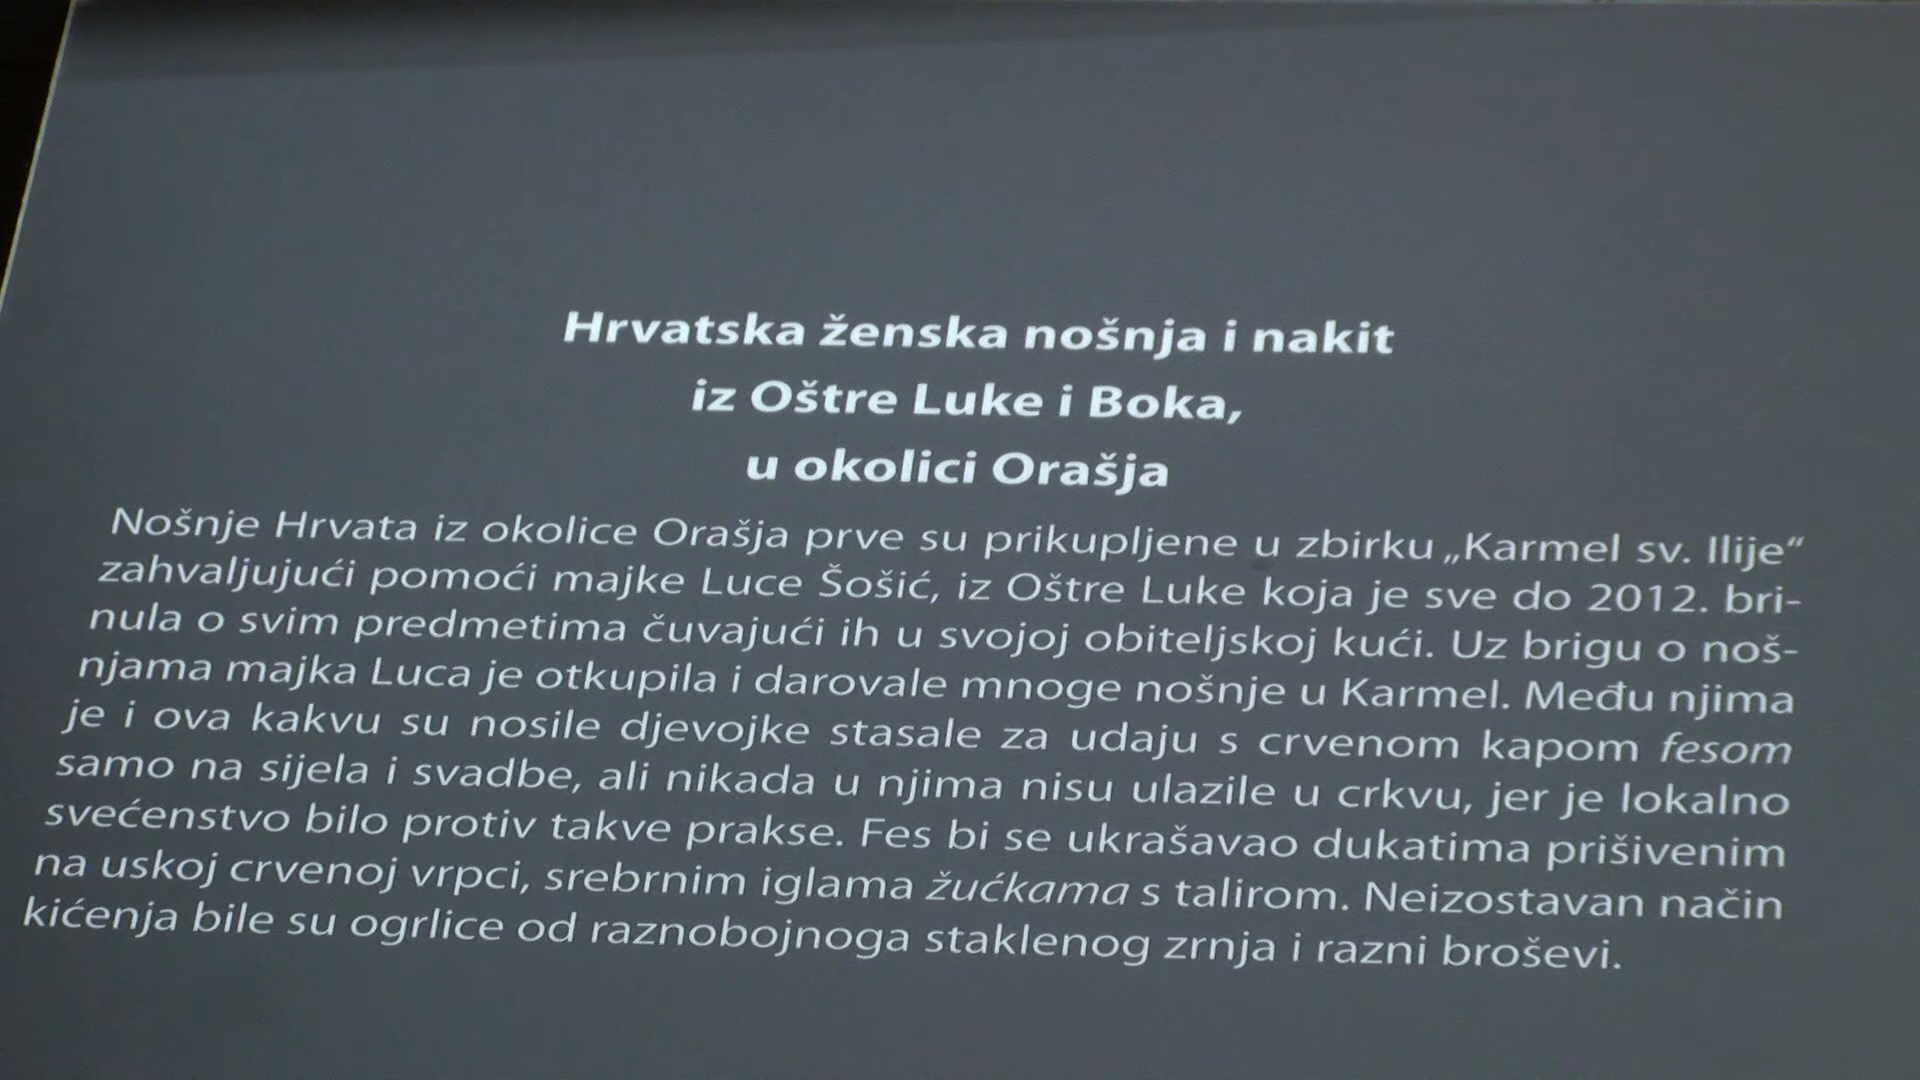 Hrvatska ženska nošnja i nakit
iz Oštre Luke i Boka,
u okolici Orašja
Nošnje Hrvata iz okolice Orašja prve su prikupljene u zbirku „Karmel sv. Ilije“
zahvaljujući pomoći majke Luce Šošić, iz Oštre Luke koja je sve do 2012. bri-
nula o svim predmetima čuvajući ih u svojoj obiteljskoj kući. Uz brigu o noš-
njama majka Luca je otkupila i darovale mnoge nošnje u Karmel. Među njima
je i ova kakvu su nosile djevojke stasale za udaju s crvenom kapom fesom
samo na sijela i svadbe, ali nikada u njima nisu ulazile u crkvu, jer je lokalno
svećenstvo bilo protiv takve prakse. Fes bi se ukrašavao dukatima prišivenim
na uskoj crvenoj vrpci, srebrnim iglama žućkama s talirom. Neizostavan način
kićenja bile su ogrlice od raznobojnoga staklenog zrnja i razni broševi.